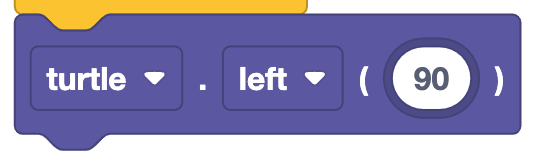 turtle . left ( 90 )